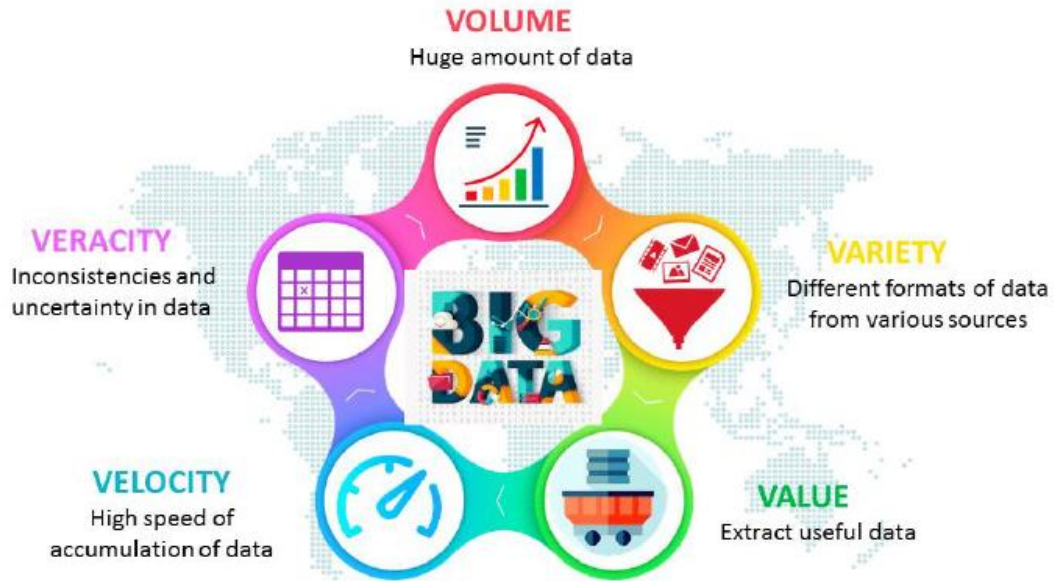 VOLUME
Huge amount of data
VARIETY
Different formats of data
from various sources
VALUE
Extract useful data
VELOCITY
High speed of
accumulation of data
VERACITY
Inconsistencies and
uncertainty in data
BIG
DATA